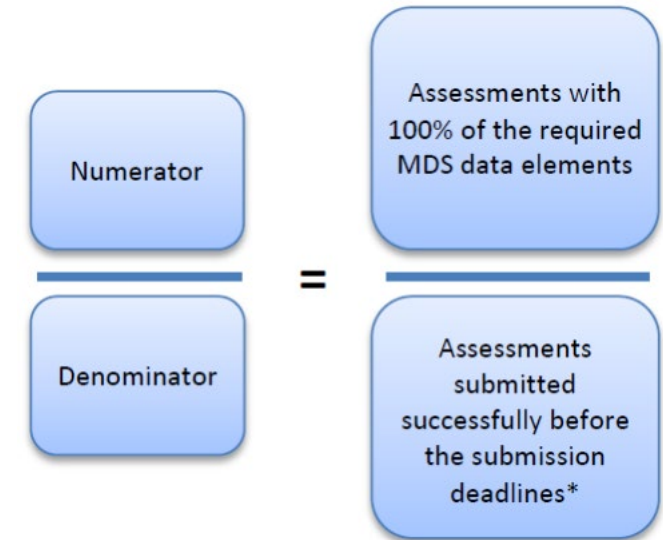 Numerator
Denominator
=
Assessments with
100% of the required
MDS data elements
Assessments
submitted
successfully before
the submission
deadlines*